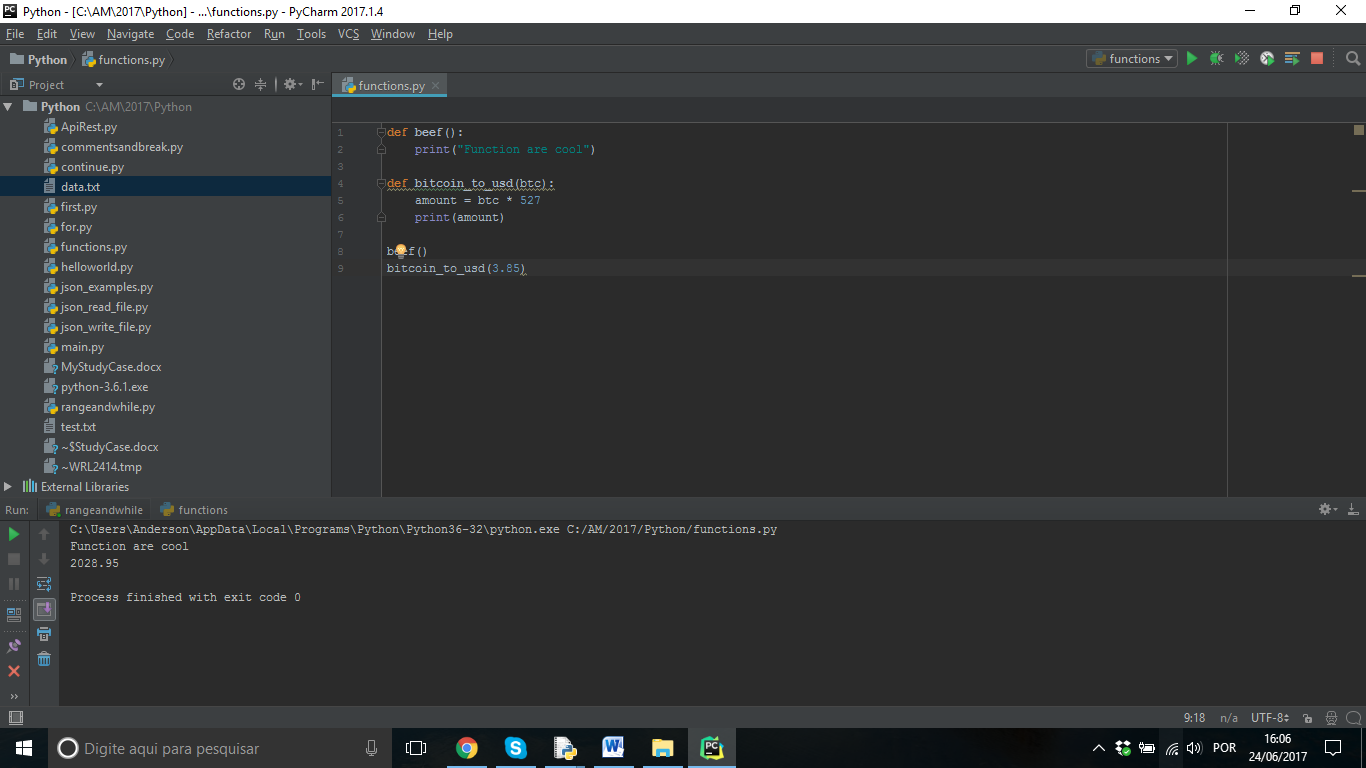 Python - [C:\AM\2017\Python] - ...\functions.py - PyCharm 2017.1.4
File Edit View Navigate Code Refactor Run Tools VCS Window Help
Python functions.py functions
Project
functions.py
Python C:\AM\2017\Python
ApiRest.py
commentsandbreak.py
continue.py
data.txt
first.py
for.py
functions.py
helloworld.py
json_examples.py
json_read_file.py
json_write_file.py
main.py
MyStudyCase.docx
python-3.6.1.exe
rangeandwhile.py
test.txt
~$StudyCase.docx
~WRL2414.tmp
External Libraries
1 def beef():
2 print("Function are cool")
3
4 def bitcoin_to_usd(btc):
5 amount = btc * 527
6 print(amount)
7
8 beef()
9 bitcoin_to_usd(3.85)
Run: rangeandwhile functions
C:\Users\Anderson\AppData\Local\Programs\Python\Python36-32\python.exe C:/AM/2017/Python/functions.py
Function are cool
2028.95
Process finished with exit code 0
9:18 n/a UTF-8
Digite aqui para pesquisar
POR
16:06
24/06/2017